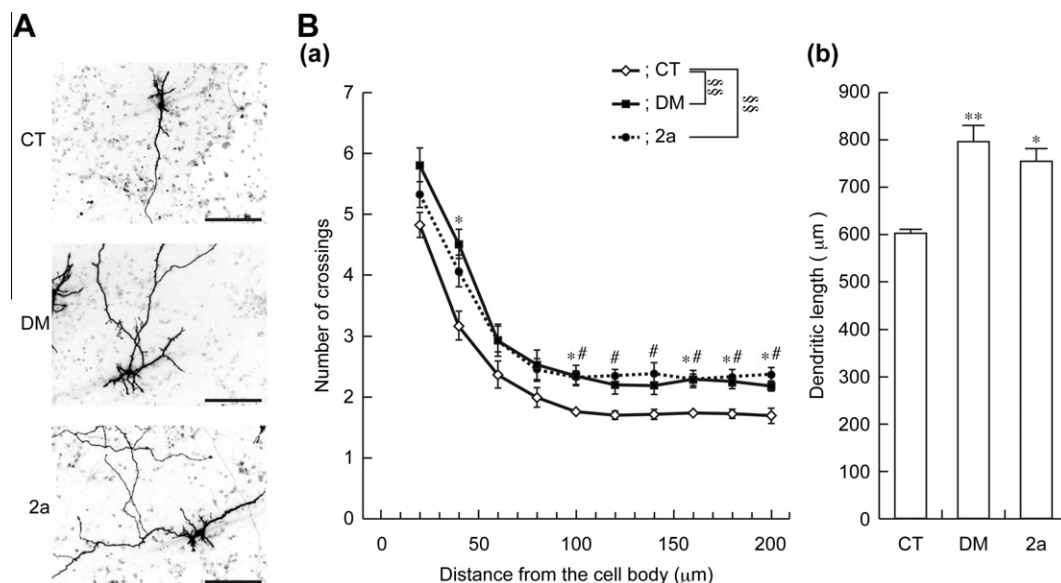 A
CT
DM
2a
B
(a)
; CT
; DM
; 2a
§§
§§
Number of crossings
7
6
5
4
3
2
1
0
*
*#
#
#
*#
*#
*#
0
50
100
150
200
Distance from the cell body (μm)
(b)
Dendritic length ( μm )
900
800
700
600
500
400
300
200
100
0
**
*
CT
DM
2a